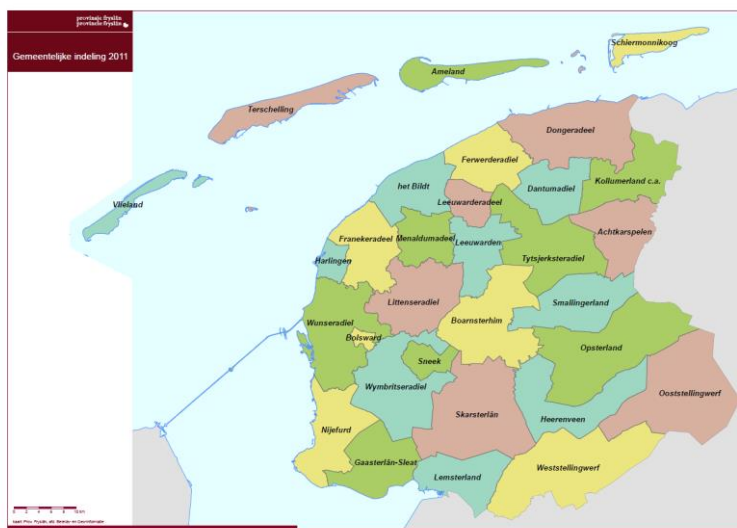 provinsje fryslân
provincie fryslân
Gemeentelijke indeling 2011
Schiermonnikoog
Ameland
Terschelling
Dongeradeel
Ferwerderadiel
het Bildt
Dantumadiel
Kollumerland c.a.
Vlieland
Leeuwarderadeel
Achtkarspelen
Franekeradeel
Menaldumadeel
Leeuwarden
Harlingen
Tytsjerksteradiel
Littenseradiel
Smallingerland
Wunseradiel
Boarnsterhim
Bolsward
Opsterland
Sneek
Wymbritseradiel
Ooststellingwerf
Skarsterlân
Heerenveen
Nijefurd
Gaasterlân-Sleat
Weststellingwerf
Lemsterland